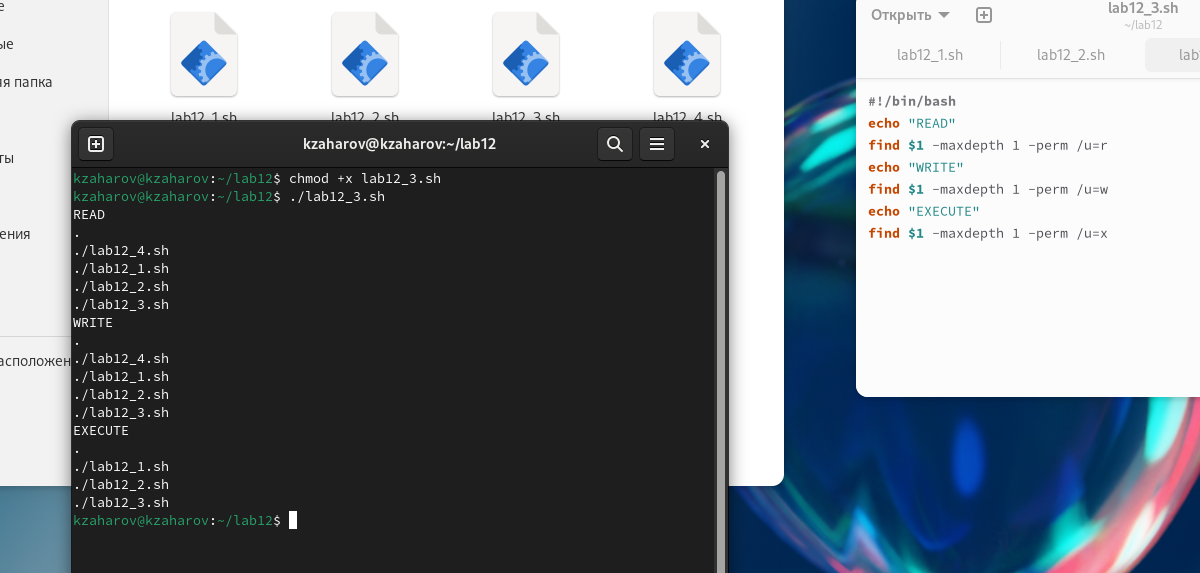 е
ые
ая папка
ты
ения
асположен
lab12_1.sh
lab12_2.sh
lab12_3.sh
lab12_4.sh
kzaharov@kzaharov:~/lab12
kzaharov@kzaharov:~/lab12$ chmod +x lab12_3.sh
kzaharov@kzaharov:~/lab12$ ./lab12_3.sh
READ
.
./lab12_4.sh
./lab12_1.sh
./lab12_2.sh
./lab12_3.sh
WRITE
.
./lab12_4.sh
./lab12_1.sh
./lab12_2.sh
./lab12_3.sh
EXECUTE
.
./lab12_1.sh
./lab12_2.sh
./lab12_3.sh
kzaharov@kzaharov:~/lab12$
Открыть
lab12_3.sh
~/lab12
lab12_1.sh
lab12_2.sh
lab
#!/bin/bash
echo "READ"
find $1 -maxdepth 1 -perm /u=r
echo "WRITE"
find $1 -maxdepth 1 -perm /u=w
echo "EXECUTE"
find $1 -maxdepth 1 -perm /u=x